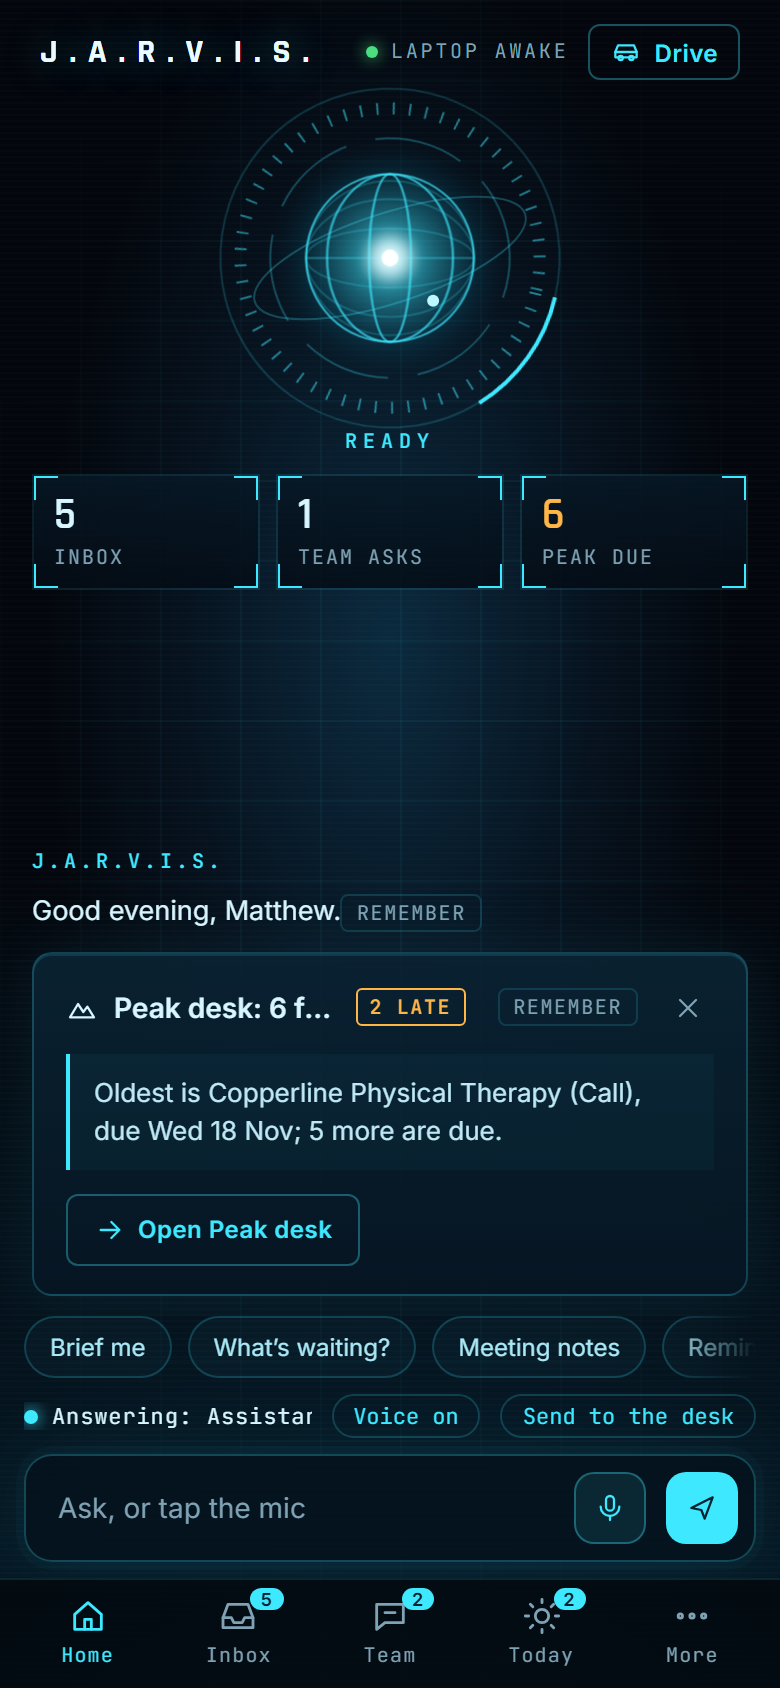 J.A.R.V.I.S.
LAPTOP AWAKE
Drive
READY
5
INBOX
1
TEAM ASKS
6
PEAK DUE
J.A.R.V.I.S.
Good evening, Matthew. REMEMBER
Peak desk: 6 f... 2 LATE REMEMBER
Oldest is Copperline Physical Therapy (Call),
due Wed 18 Nov; 5 more are due.
Open Peak desk
Brief me What’s waiting? Meeting notes
Answering: Voice on Send to the desk
Ask, or tap the mic
5 2 2
Home Inbox Team Today More